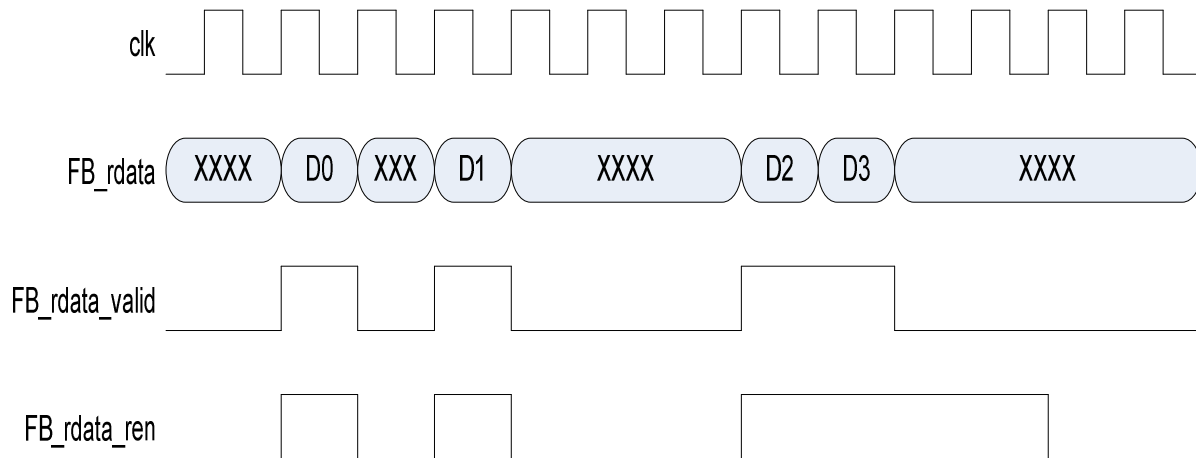 clk
FB_rdata
XXXX
D0
XXX
D1
XXXX
D2
D3
XXXX
FB_rdata_valid
FB_rdata_ren